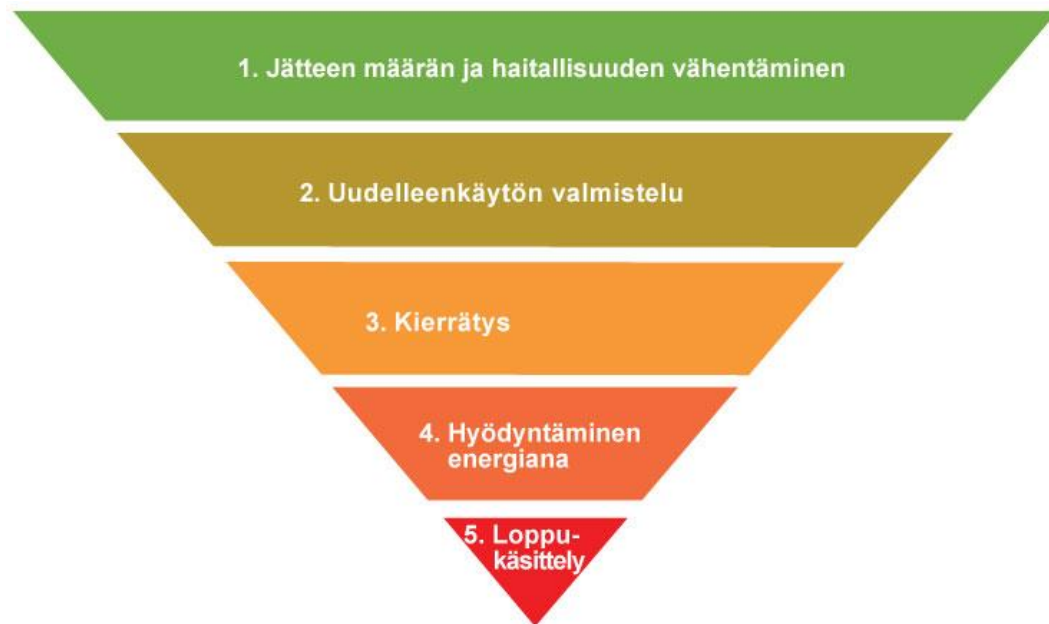 1. Jätteen määrän ja haitallisuuden vähentäminen
2. Uudelleenkäytön valmistelu
3. Kierrätys
4. Hyödyntäminen
energiana
5. Loppu-
käsittely